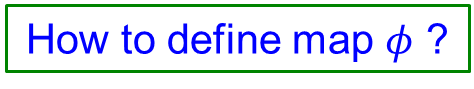 How to define map ϕ ?